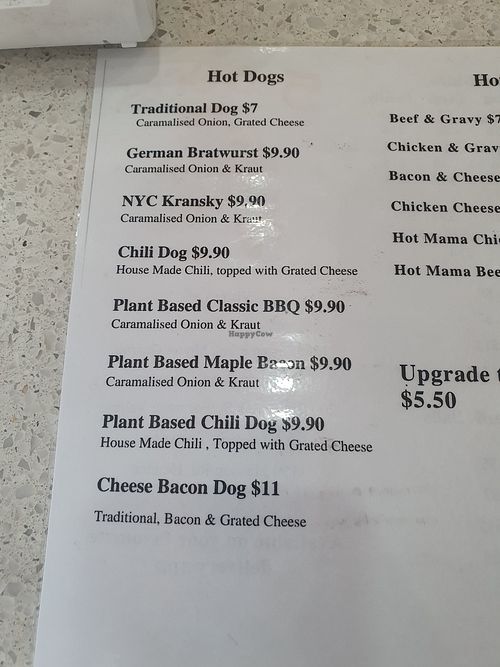 Hot Dogs
Traditional Dog $7
Caramalised Onion, Grated Cheese
German Bratwurst $9.90
Caramalised Onion & Kraut
NYC Kransky $9.90
Caramalised Onion & Kraut
Chili Dog $9.90
House Made Chili, topped with Grated Cheese
Plant Based Classic BBQ $9.90
Caramalised Onion & Kraut
HappyCow
Plant Based Maple Bacon $9.90
Caramalised Onion & Kraut
Plant Based Chili Dog $9.90
House Made Chili , Topped with Grated Cheese
Cheese Bacon Dog $11
Traditional, Bacon & Grated Cheese
Beef & Gravy $7
Chicken & Grav
Bacon & Cheese
Chicken Cheese
Hot Mama Chi
Hot Mama Bee
Upgrade
$5.50